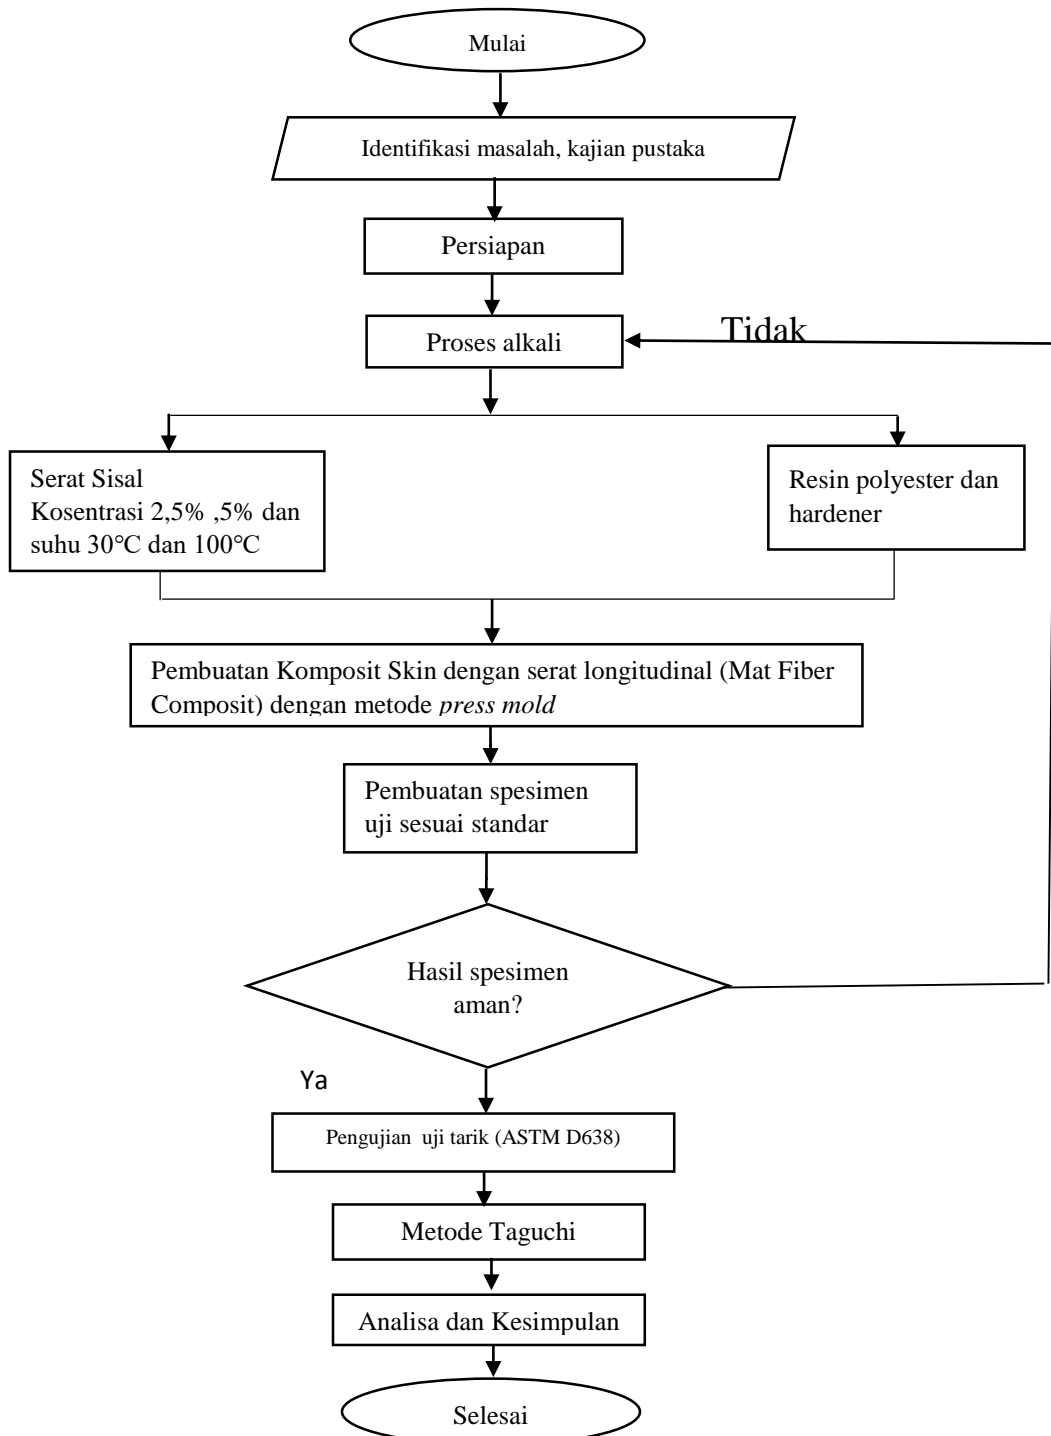 Mulai
Identifikasi masalah, kajian pustaka
Persiapan
Tidak
Proses alkali
Serat Sisal
Kosentrasi 2,5% ,5% dan
suhu 30°C dan 100°C
Resin polyester dan
hardener
Pembuatan Komposit Skin dengan serat longitudinal (Mat Fiber
Composit) dengan metode press mold
Pembuatan spesimen
uji sesuai standar
Hasil spesimen
aman?
Ya
Pengujian  uji tarik (ASTM D638)
Metode Taguchi
Analisa dan Kesimpulan
Selesai